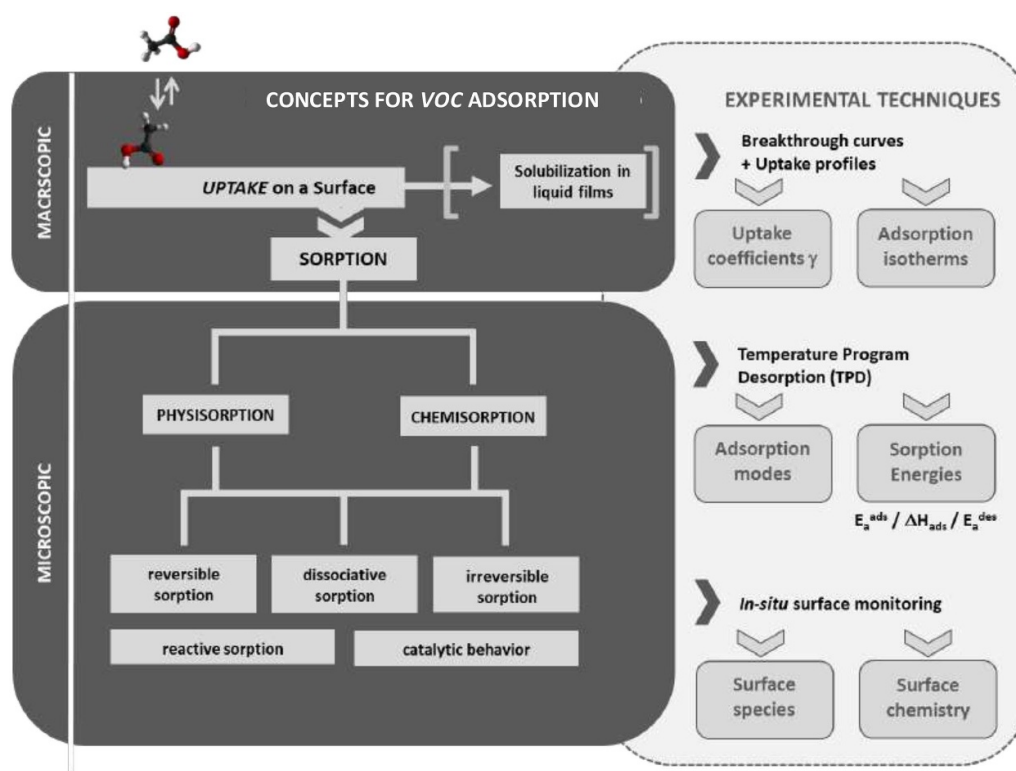 CONCEPTS FOR VOC ADSORPTION
MACRSCOPIC
UPTAKE on a Surface
Solubilization in
liquid films
SORPTION
MICROSCOPIC
PHYSISORPTION
CHEMISORPTION
reversible
sorption
dissociative
sorption
irreversible
sorption
reactive sorption
catalytic behavior
EXPERIMENTAL TECHNIQUES
Breakthrough curves
+ Uptake profiles
Uptake
coefficients γ
Adsorption
isotherms
Temperature Program
Desorption (TPD)
Adsorption
modes
Sorption
Energies
Eₐᵃᵈˢ / ΔHads / Eₐᵈᵉˢ
In-situ surface monitoring
Surface
species
Surface
chemistry